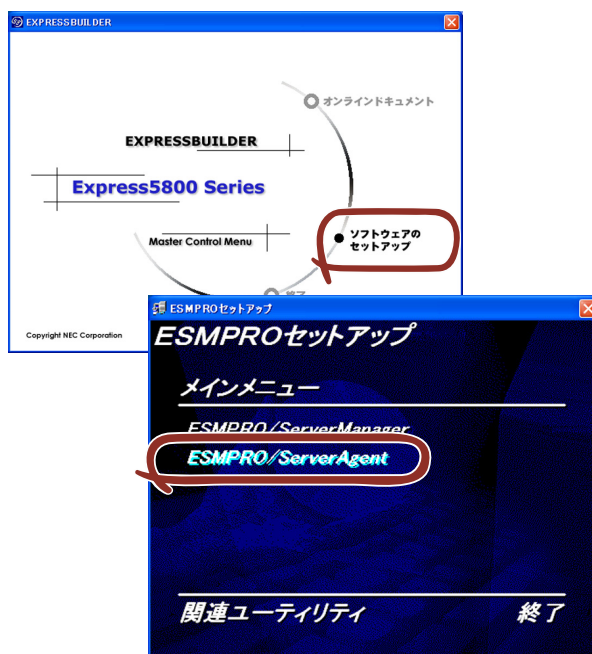 EXPRESSBUILDER
オンラインドキュメント
EXPRESSBUILDER
Express5800 Series
Master Control Menu
ソフトウェアの
セットアップ
終了
Copyright NEC Corporation
ESMPROセットアップ
ESMPROセットアップ
メインメニュー
ESMPRO/ServerManager
ESMPRO/ServerAgent
関連ユーティリティ
終了